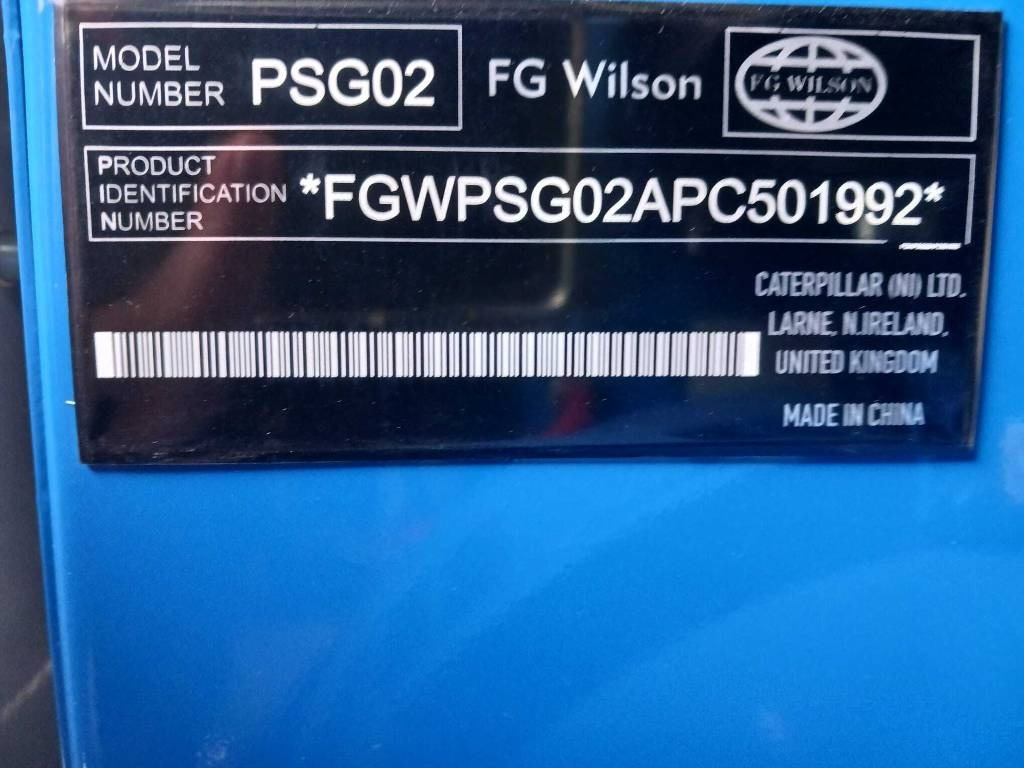 MODEL
NUMBER PSG02
FG Wilson
FG WILSON
PRODUCT
IDENTIFICATION
NUMBER *FGWPSG02APC501992*
CATERPILLAR (NI) LTD.
LARNE, N.IRELAND,
UNITED KINGDOM
MADE IN CHINA